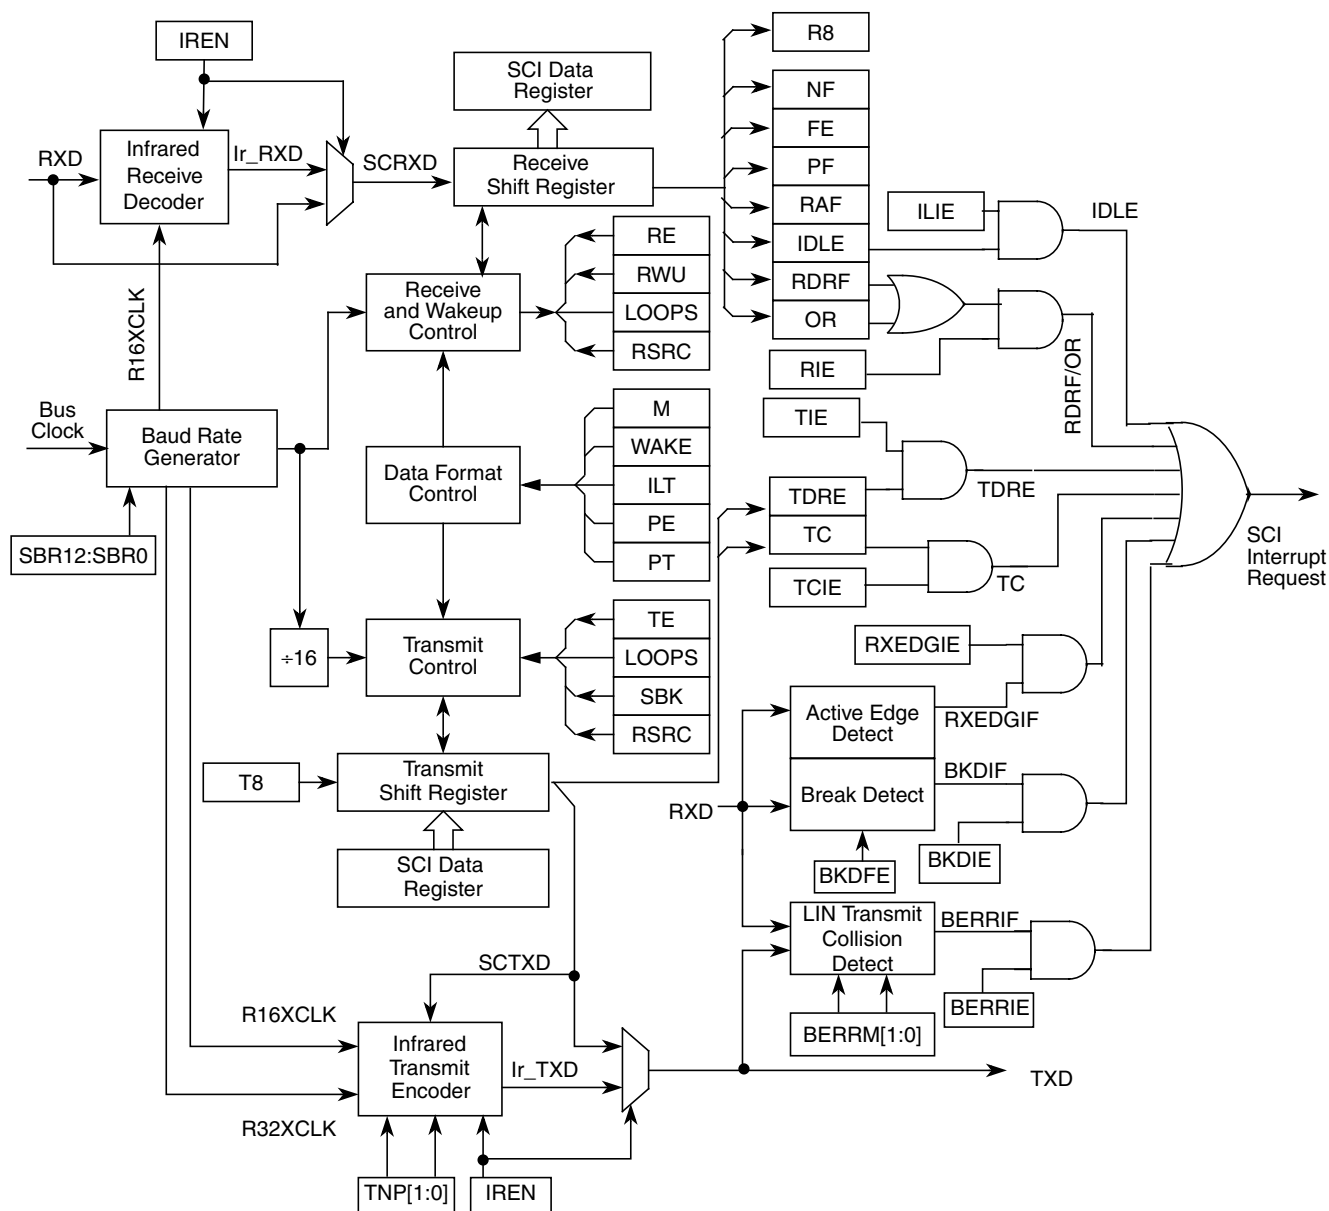 IREN
SCI Data
Register
RXD
Infrared
Receive
Decoder
Ir_RXD
SCRXD
Receive
Shift Register
R8
NF
FE
PF
RAF
IDLE
RDRF
OR
ILIE
IDLE
RIE
RDRF/OR
R16XCLK
Receive
and Wakeup
Control
RE
RWU
LOOPS
RSRC
Bus
Clock
Baud Rate
Generator
SBR12:SBR0
Data Format
Control
M
WAKE
ILT
PE
PT
TIE
TDRE
TC
TCIE
TDRE
TC
SCI
Interrupt
Request
÷16
Transmit
Control
TE
LOOPS
SBK
RSRC
T8
Transmit
Shift Register
SCI Data
Register
RXEDGIE
Active Edge
Detect
RXEDGIF
RXD
Break Detect
BKDIF
BKDIE
BKDFE
LIN Transmit
Collision
Detect
BERRIF
BERRIE
BERRM[1:0]
SCTXD
R16XCLK
Infrared
Transmit
Encoder
Ir_TXD
R32XCLK
TXD
TNP[1:0]
IREN